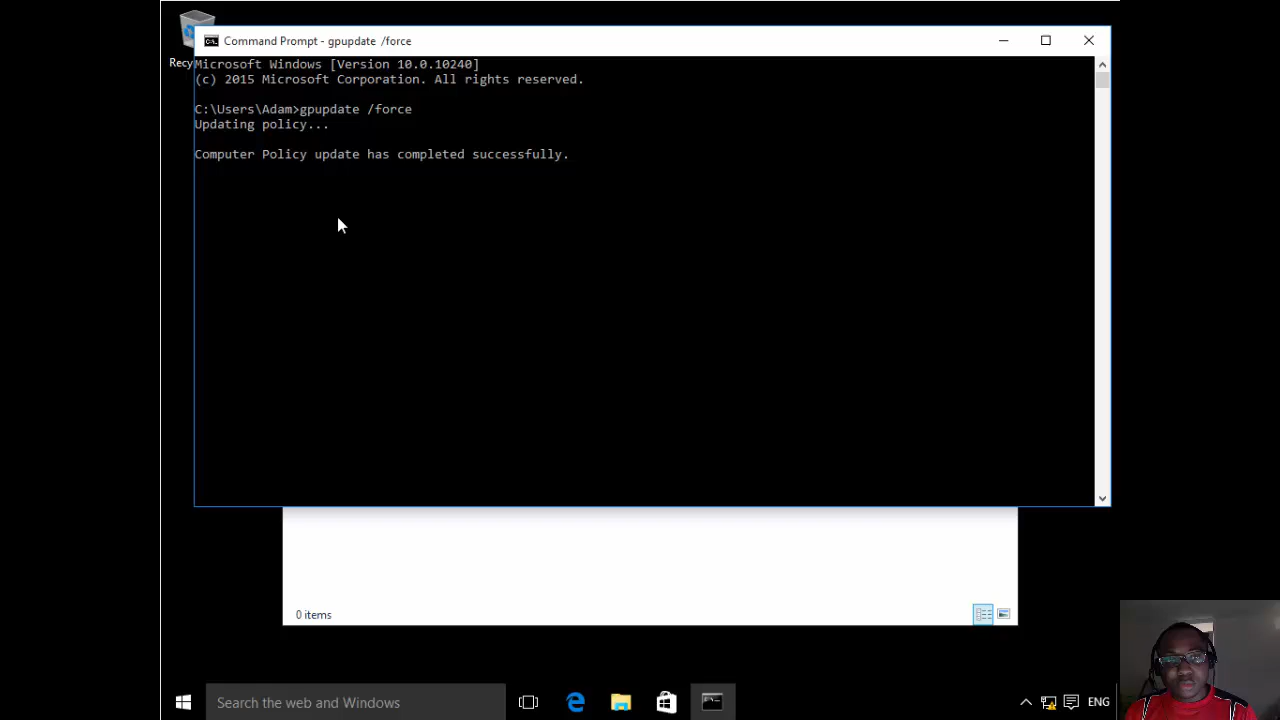 Command Prompt - gpupdate /force
Recy
Microsoft Windows [Version 10.0.10240]
(c) 2015 Microsoft Corporation. All rights reserved.
C:\Users\Adam>gpupdate /force
Updating policy...
Computer Policy update has completed successfully.
0 items
Search the web and Windows
ENG